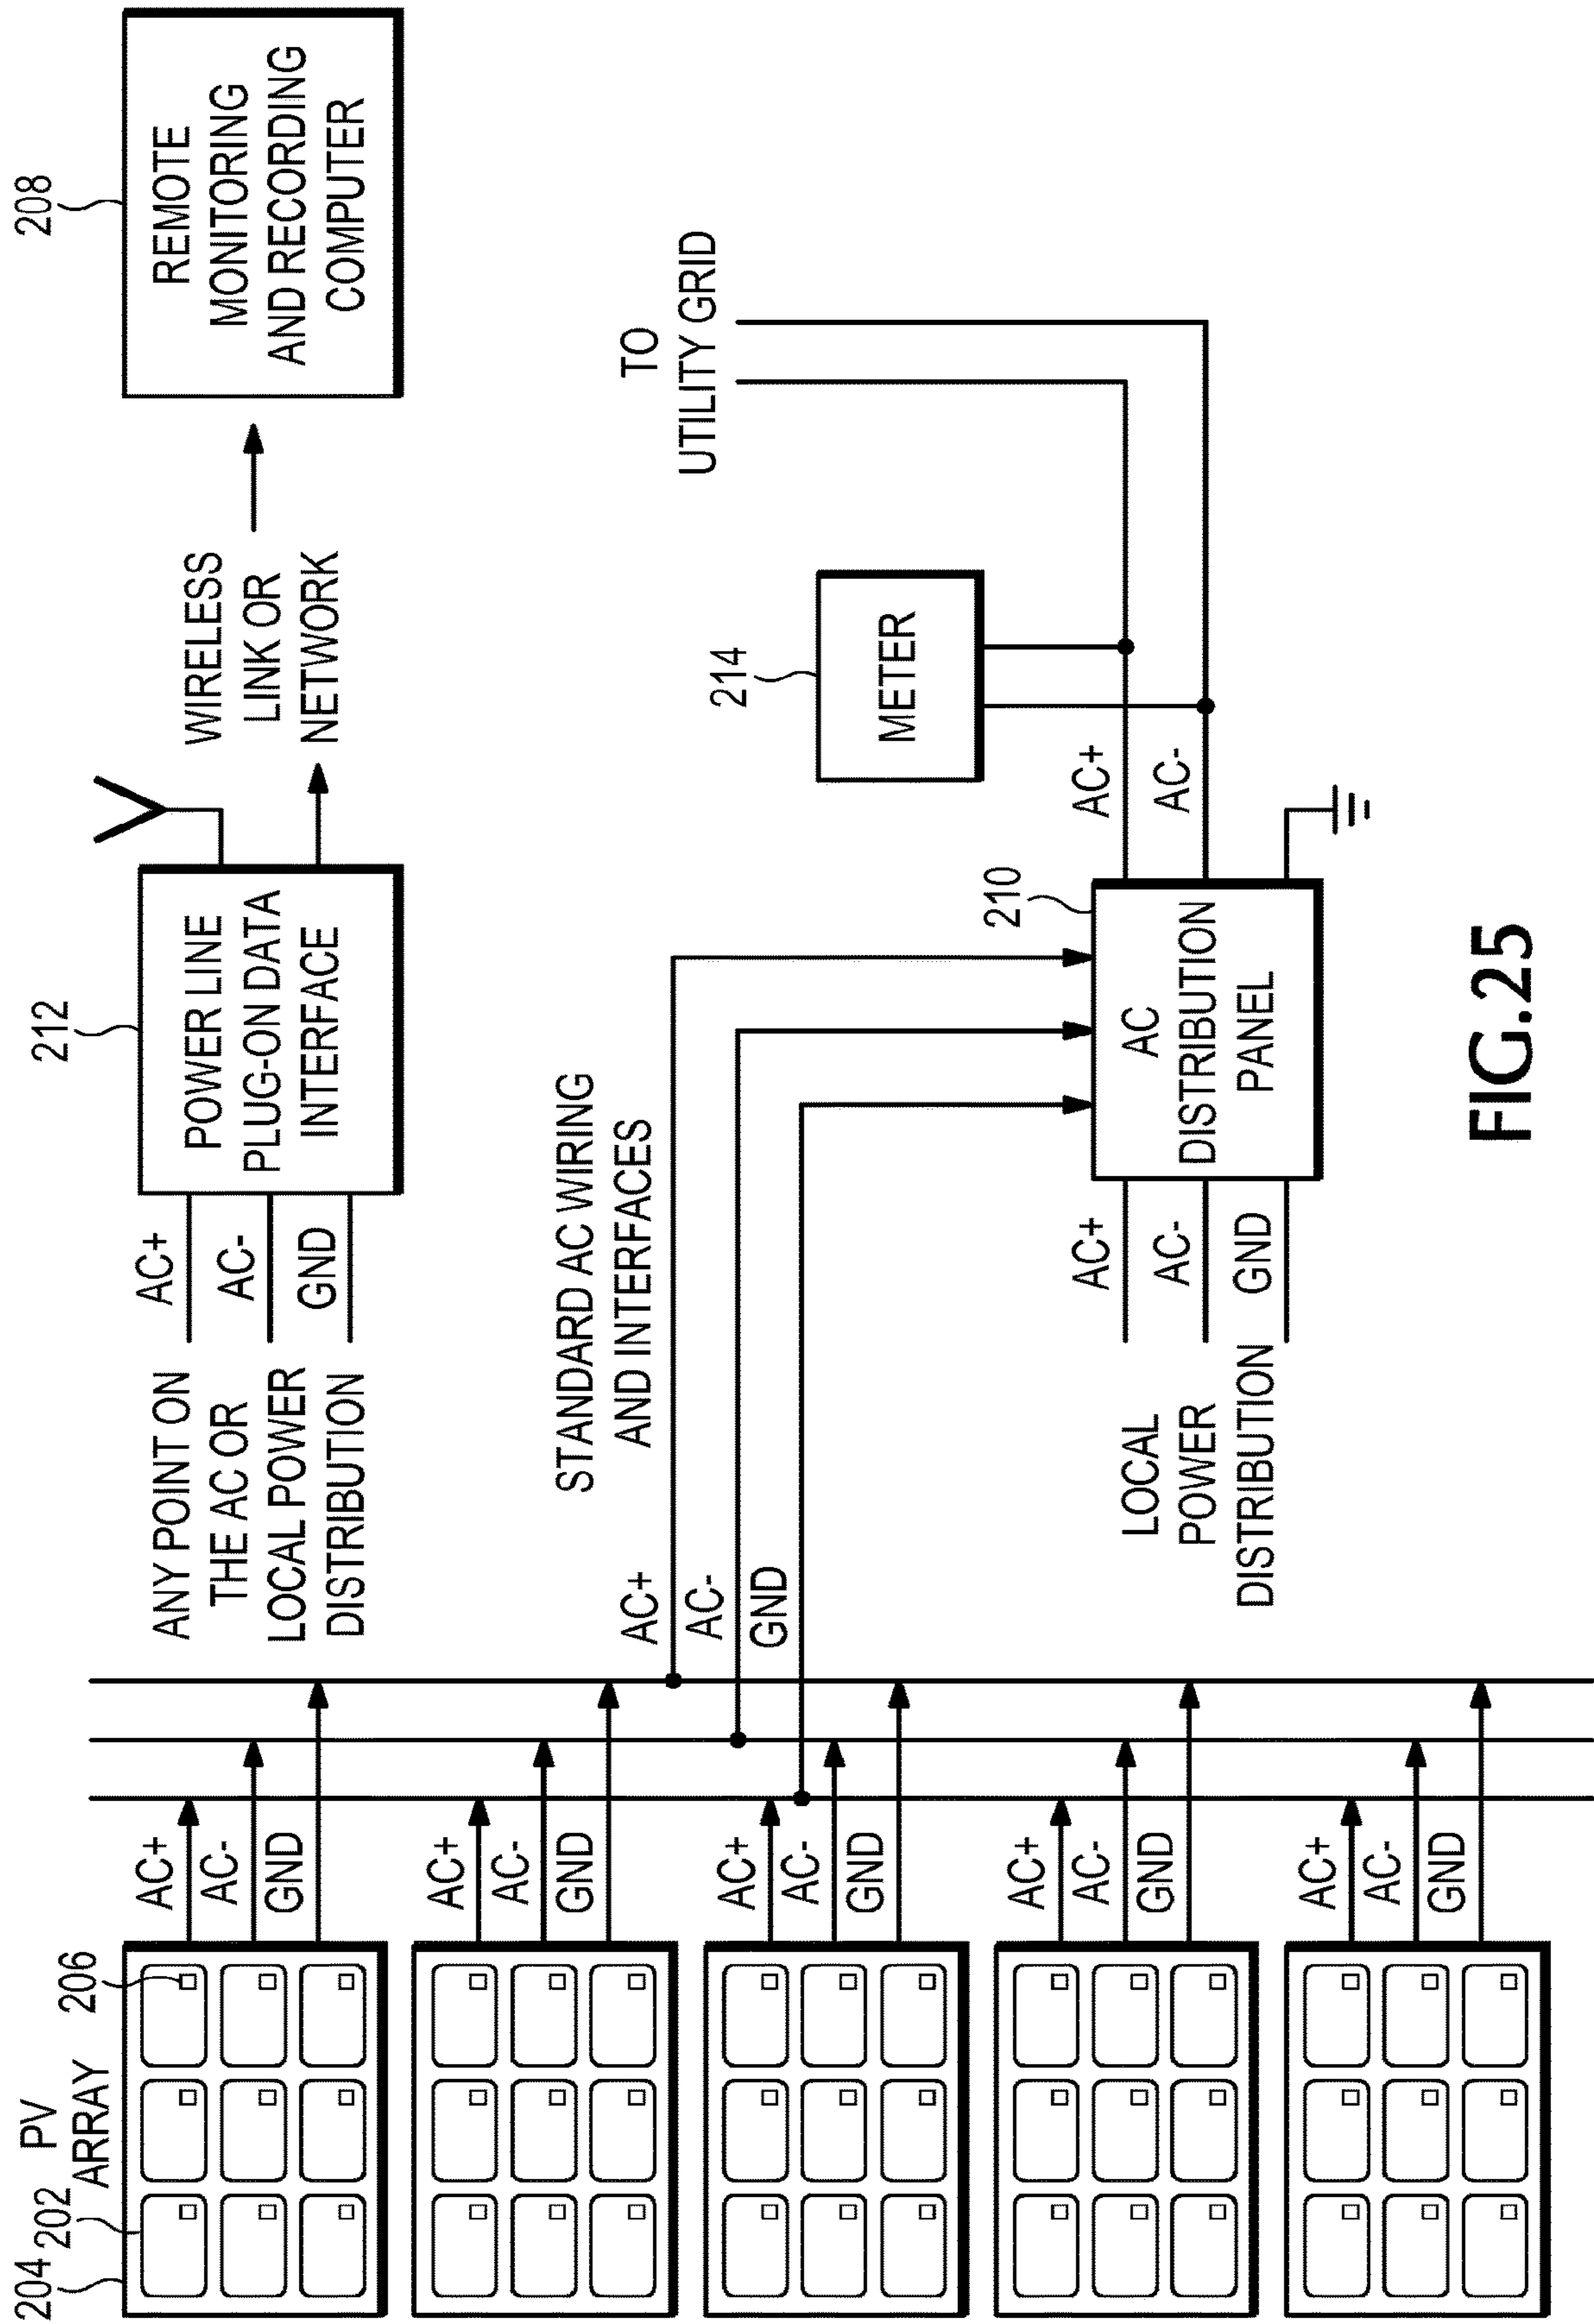 204
202
PV
ARRAY
206
AC+
AC-
GND
AC+
AC-
GND
AC+
AC-
GND
AC+
AC-
GND
AC+
AC-
GND
ANY POINT ON
THE AC OR
LOCAL POWER
DISTRIBUTION
AC+
AC-
GND
212
POWER LINE
PLUG-ON DATA
INTERFACE
WIRELESS
LINK OR
NETWORK
208
REMOTE
MONITORING
AND RECORDING
COMPUTER
STANDARD AC WIRING
AND INTERFACES
AC+
AC-
GND
LOCAL
POWER
DISTRIBUTION
AC+
AC-
GND
210
AC
DISTRIBUTION
PANEL
AC+
AC-
214
METER
TO
UTILITY GRID
FIG.25